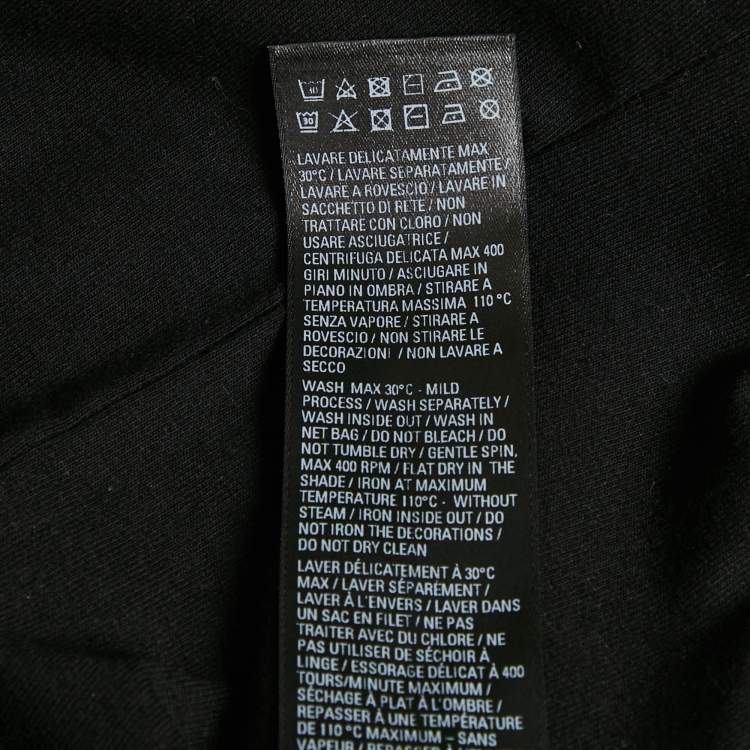 30
LAVARE DELICATAMENTE MAX
30°C / LAVARE SEPARATAMENTE /
LAVARE A ROVESCIO / LAVARE IN
SACCHETTO DI RETE / NON
TRATTARE CON CLORO / NON
USARE ASCIUGATRICE /
CENTRIFUGA DELICATA MAX 400
GIRI MINUTO / ASCIUGARE IN
PIANO IN OMBRA / STIRARE A
TEMPERATURA MASSIMA 110 °C
SENZA VAPORE / STIRARE A
ROVESCIO / NON STIRARE LE
DECORAZIONI / NON LAVARE A
SECCO
WASH MAX 30°C - MILD
PROCESS / WASH SEPARATELY /
WASH INSIDE OUT / WASH IN
NET BAG / DO NOT BLEACH / DO
NOT TUMBLE DRY / GENTLE SPIN,
MAX 400 RPM / FLAT DRY IN THE
SHADE / IRON AT MAXIMUM
TEMPERATURE 110°C - WITHOUT
STEAM / IRON INSIDE OUT / DO
NOT IRON THE DECORATIONS /
DO NOT DRY CLEAN
LAVER DÉLICATEMENT À 30°C
MAX / LAVER SÉPARÉMENT /
LAVER À L'ENVERS / LAVER DANS
UN SAC EN FILET / NE PAS
TRAITER AVEC DU CHLORE / NE
PAS UTILISER DE SÉCHOIR À
LINGE / ESSORAGE DÉLICAT À 400
TOURS/MINUTE MAXIMUM /
SÉCHAGE À PLAT À L'OMBRE /
REPASSER À UNE TEMPÉRATURE
DE 110 °C MAXIMUM – SANS
VAPEUR / REPASSER À